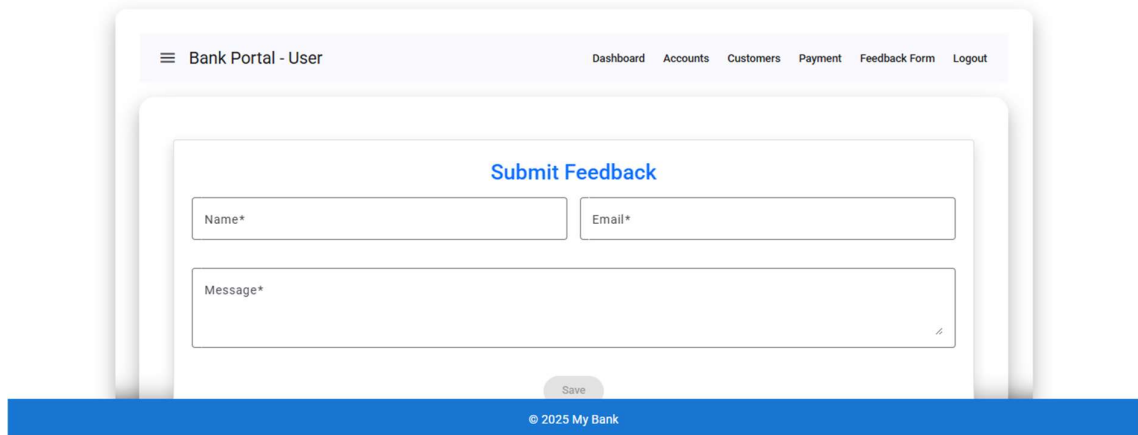 Bank Portal - User Dashboard Accounts Customers Payment Feedback Form Logout
Submit Feedback
Name* Email*
Message*
Save
© 2025 My Bank